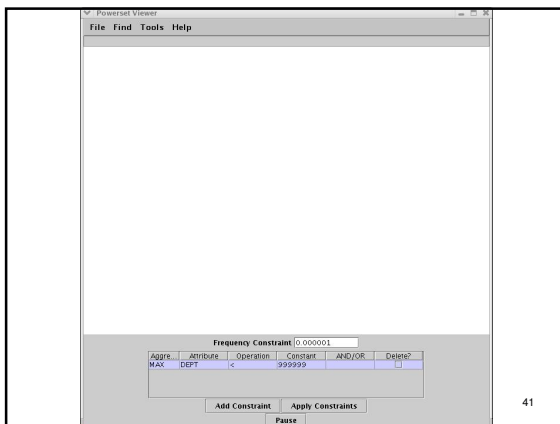 Powerset Viewer
File Find Tools Help
Frequency Constraint 0.000001
Aggre... Attribute Operation Constant AND/OR Delete?
MAX DEPT < 999999
Add Constraint Apply Constraints
Pause
41